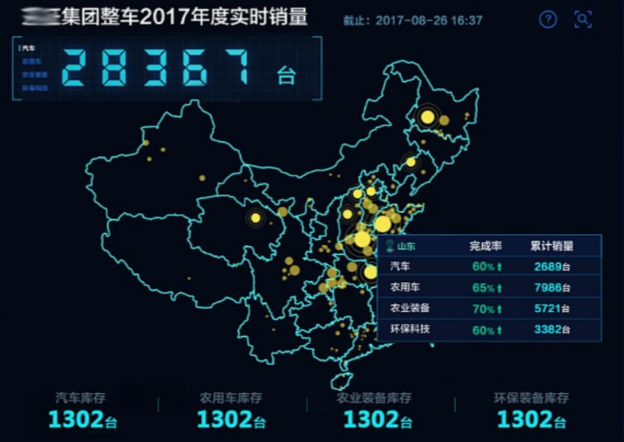 集团整车2017年度实时销量
截止：2017-08-26 16:37
汽车
农用车
农业装备
环保科技
28367 台
山东 完成率 累计销量
汽车 60% 2689台
农用车 65% 7986台
农业装备 70% 5721台
环保科技 60% 3382台
汽车库存 农用车库存 农业装备库存 环保装备库存
1302台 1302台 1302台 1302台